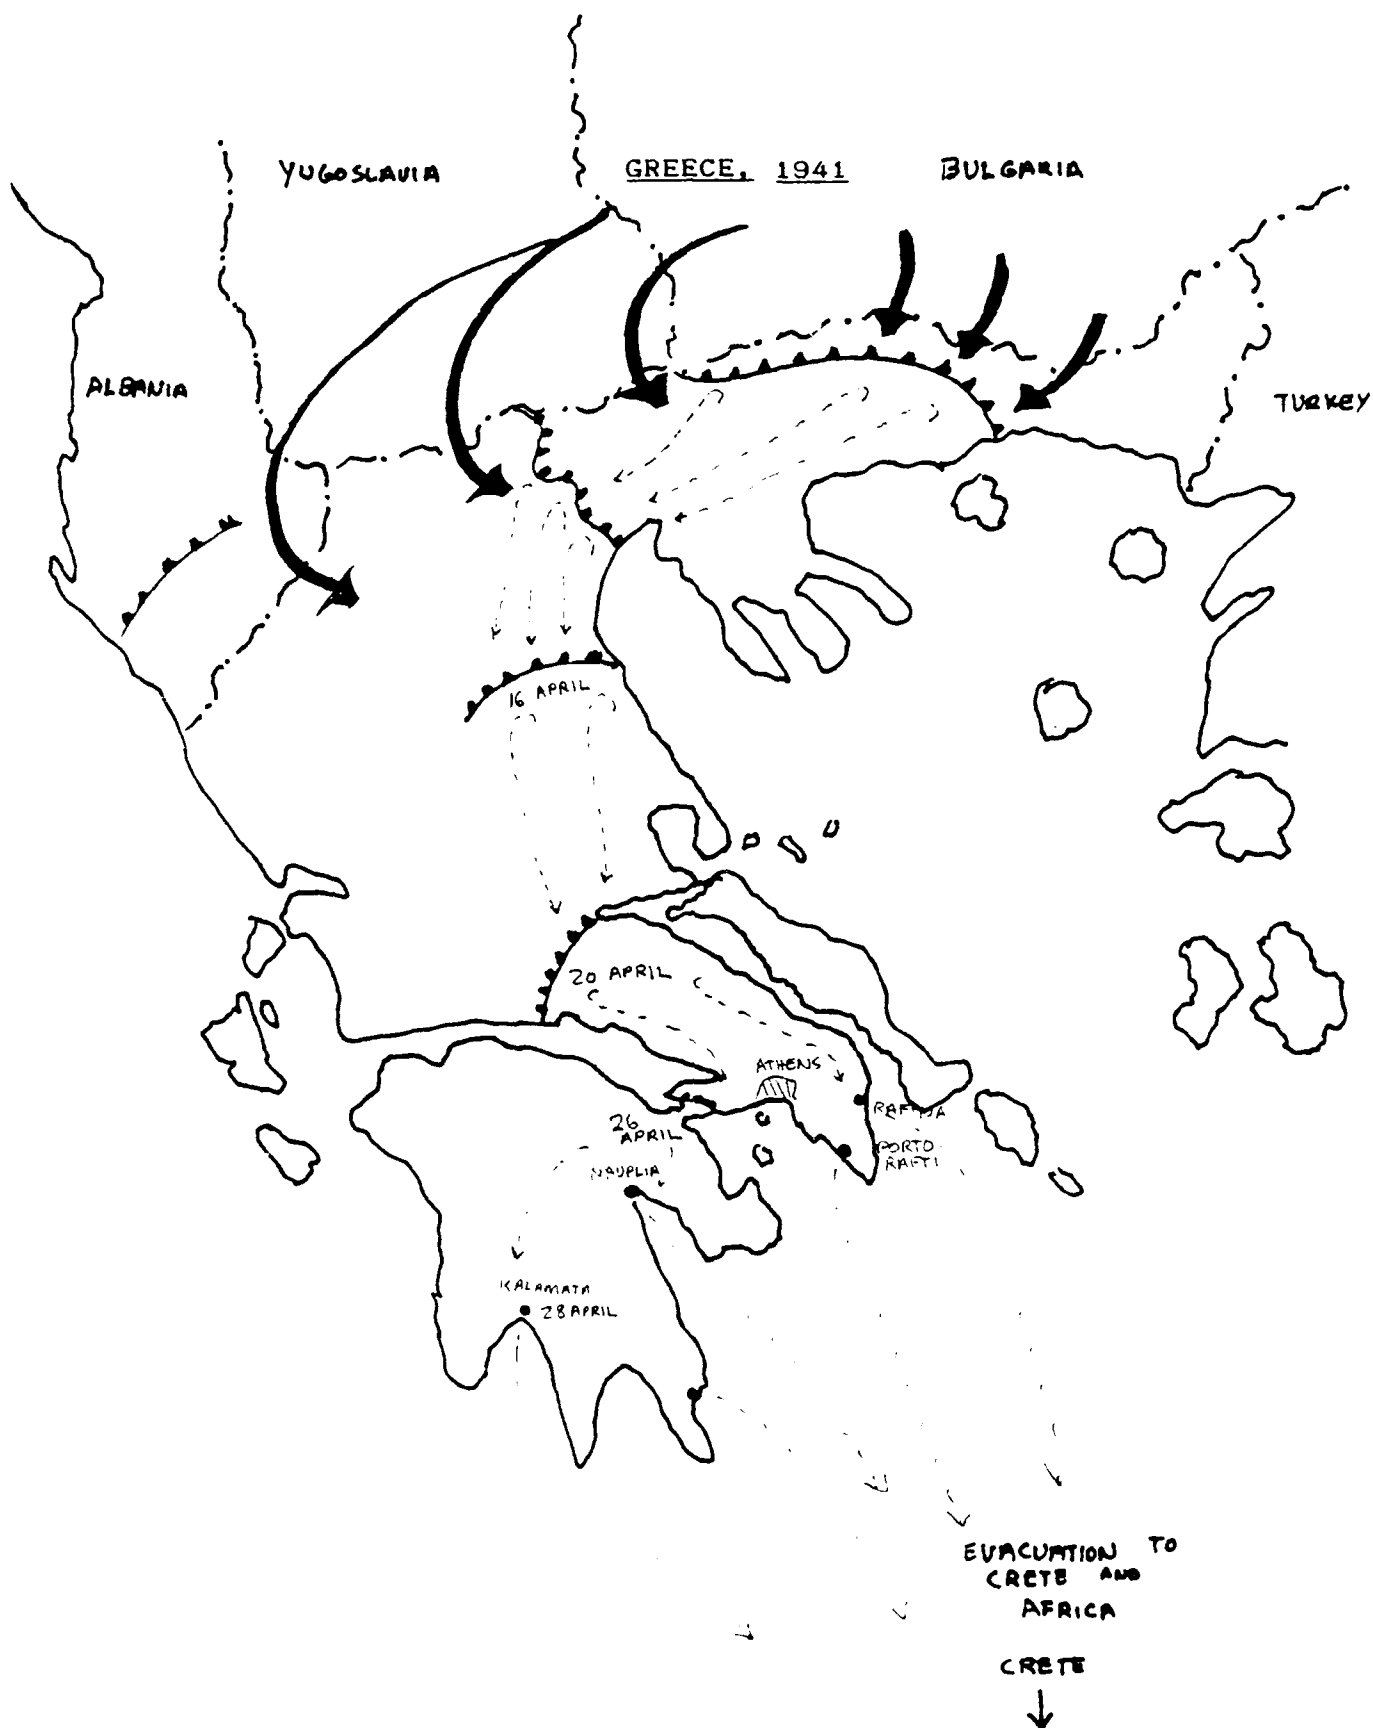 YUGOSLAVIA
GREECE, 1941
BULGARIA
ALBANIA
TURKEY
16 APRIL
20 APRIL
ATHENS
26
APRIL
PORTO
RAFTI
NAUPLIA
KALAMATA
28 APRIL
EVACUATION TO
CRETE AND
AFRICA
CRETE